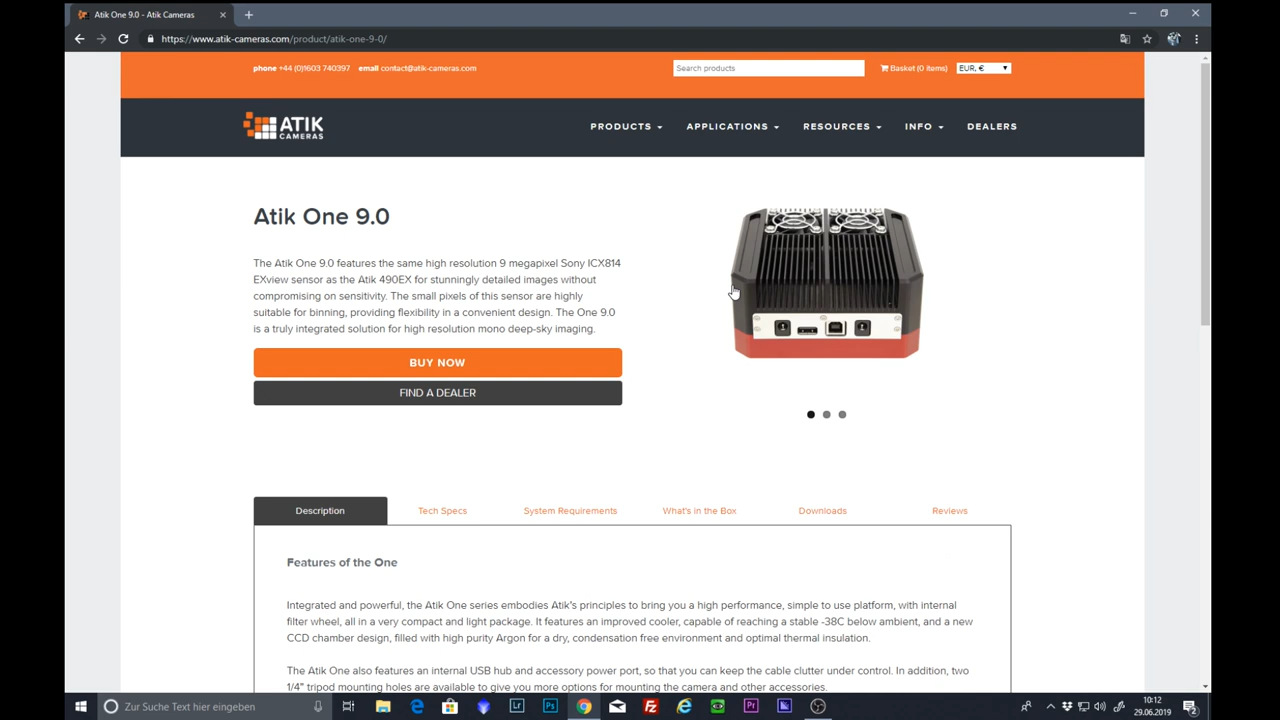 Atik One 9.0 - Atik Cameras
https://www.atik-cameras.com/product/atik-one-9-0/
phone +44 (0)1603 740397 email contact@atik-cameras.com
Search products
Basket (0 items)
EUR, €
ATIK
CAMERAS
PRODUCTS
APPLICATIONS
RESOURCES
INFO
DEALERS
Atik One 9.0
The Atik One 9.0 features the same high resolution 9 megapixel Sony ICX814
EXview sensor as the Atik 490EX for stunningly detailed images without
compromising on sensitivity. The small pixels of this sensor are highly
suitable for binning, providing flexibility in a convenient design. The One 9.0
is a truly integrated solution for high resolution mono deep-sky imaging.
BUY NOW
FIND A DEALER
Description
Tech Specs
System Requirements
What's in the Box
Downloads
Reviews
Features of the One
Integrated and powerful, the Atik One series embodies Atik's principles to bring you a high performance, simple to use platform, with internal
filter wheel, all in a very compact and light package. It features an improved cooler, capable of reaching a stable -38C below ambient, and a new
CCD chamber design, filled with high purity Argon for a dry, condensation free environment and optimal thermal insulation.
The Atik One also features an internal USB hub and accessory power port, so that you can keep the cable clutter under control. In addition, two
1/4" tripod mounting holes are available to give you more options for mounting the camera and other accessories.
Zur Suche Text hier eingeben
Lr
Ps
Fz
Pr
10:12
29.06.2019
2